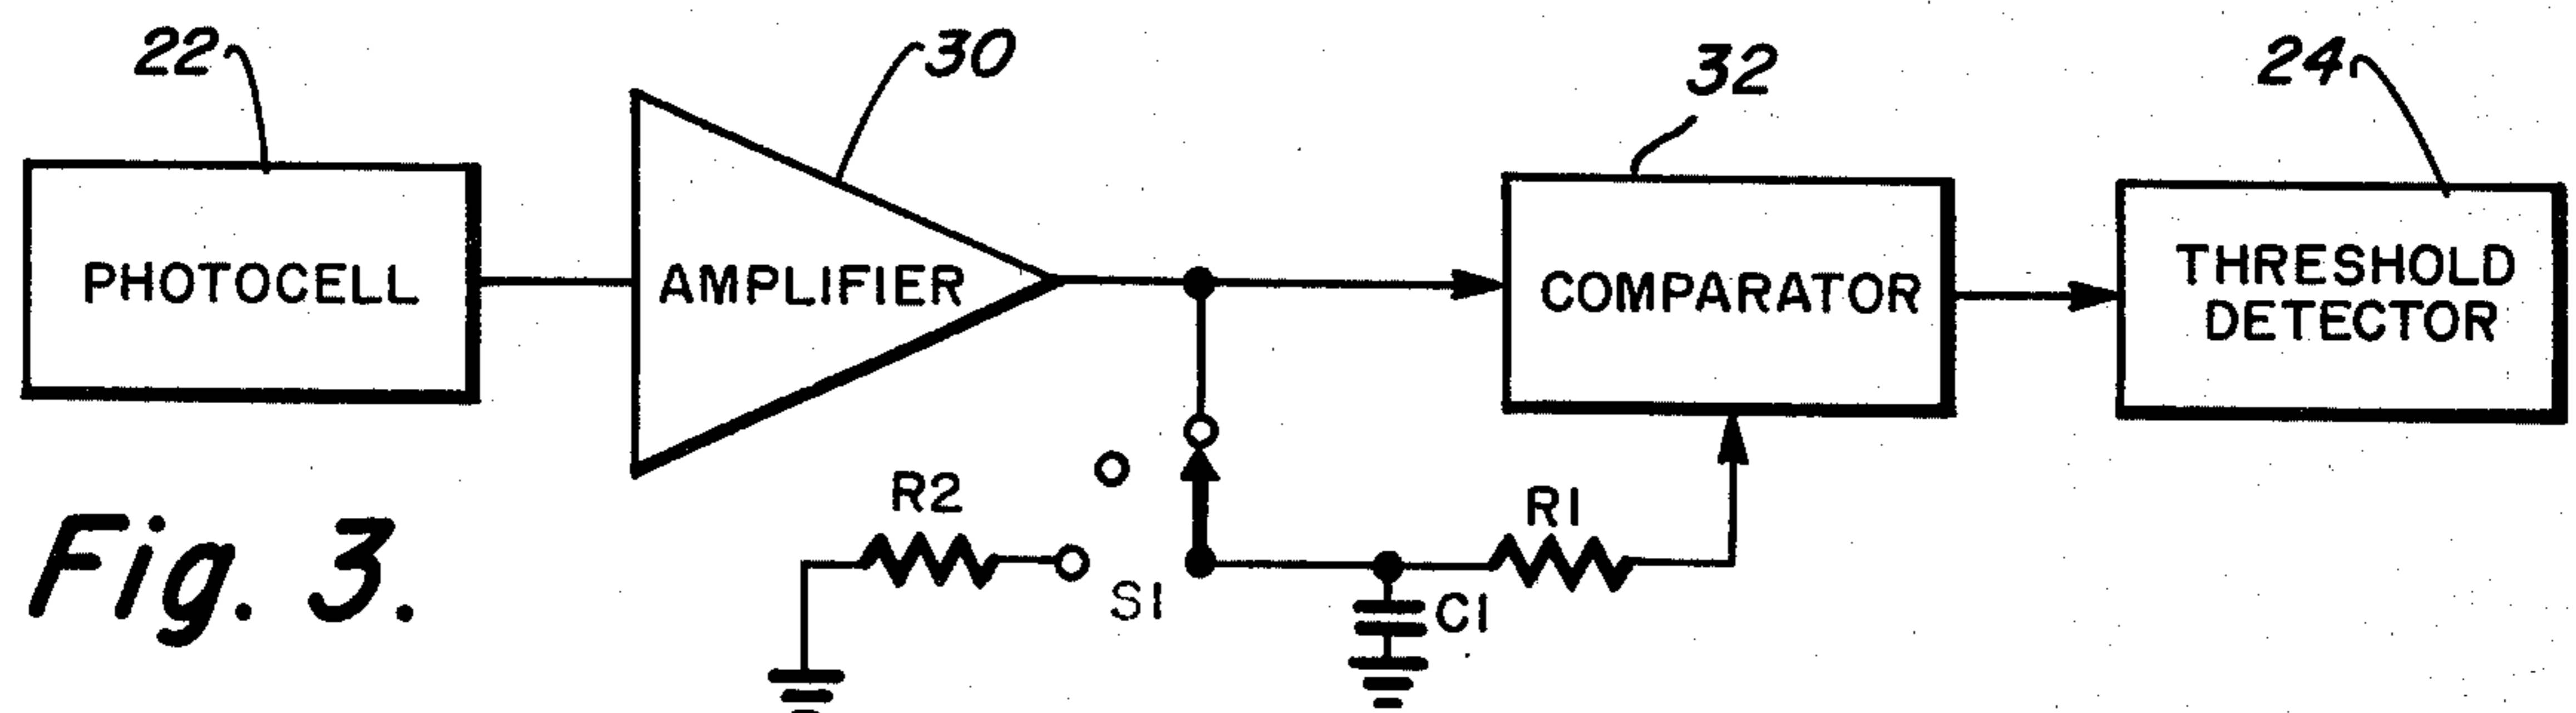 22
30
32
24
PHOTOCELL
AMPLIFIER
COMPARATOR
THRESHOLD
DETECTOR
R2
R1
S1
C1
Fig. 3.